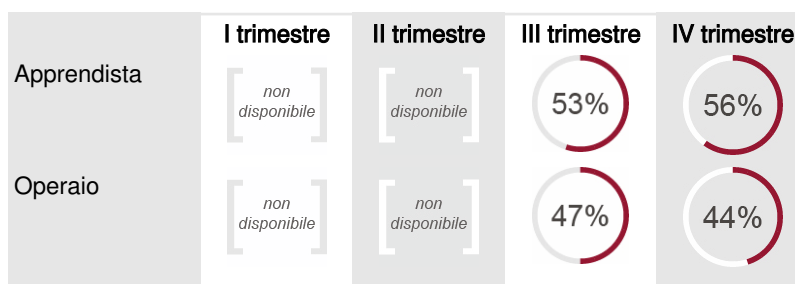 I trimestre II trimestre III trimestre IV trimestre
Apprendista
non disponibile
non disponibile
53%
56%
Operaio
non disponibile
non disponibile
47%
44%